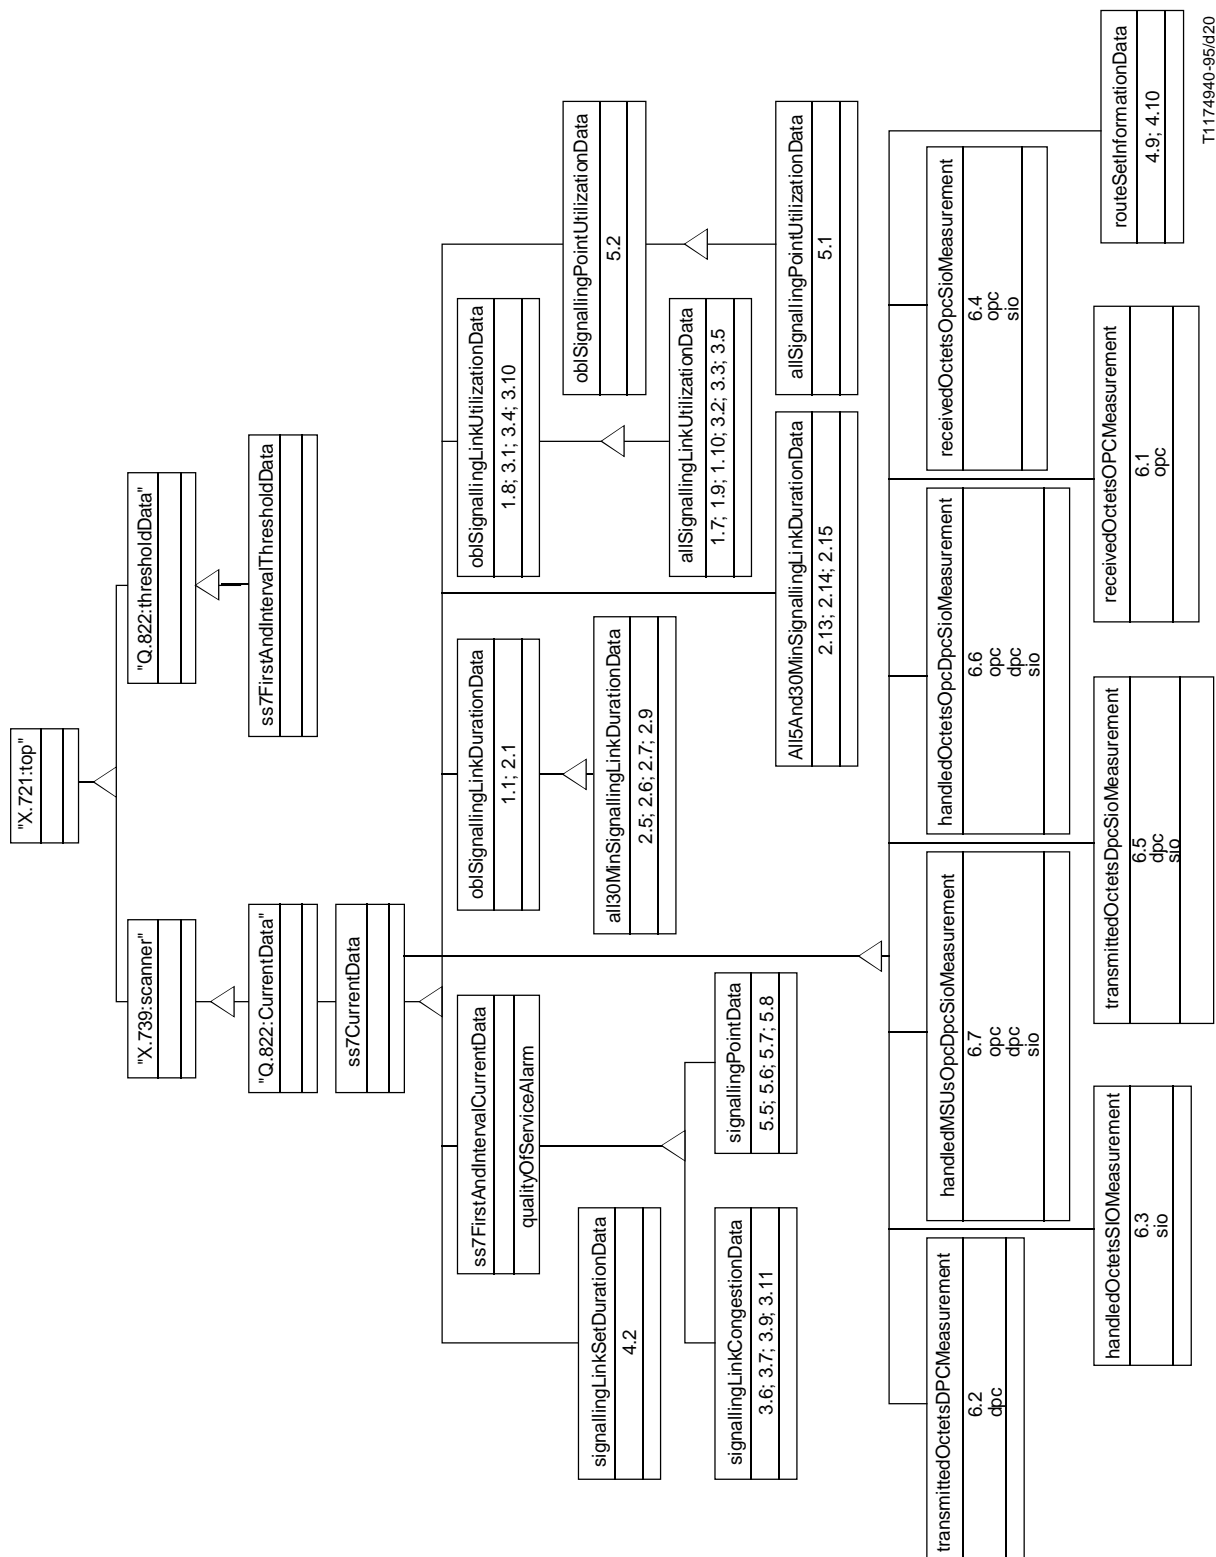 "X.721:top"
"X.739:scanner"
"Q.822:thresholdData"
"Q.822:CurrentData"
ss7FirstAndIntervalThresholdData
ss7CurrentData
ss7FirstAndIntervalCurrentData
qualityOfServiceAlarm
oblSignallingLinkDurationData
1.1; 2.1
oblSignallingLinkUtilizationData
1.8; 3.1; 3.4; 3.10
signallingLinkSetDurationData
4.2
all30MinSignallingLinkDurationData
2.5; 2.6; 2.7; 2.9
oblSignallingPointUtilizationData
5.2
signallingLinkCongestionData
3.6; 3.7; 3.9; 3.11
signallingPointData
5.5; 5.6; 5.7; 5.8
allSignallingLinkUtilizationData
1.7; 1.9; 1.10; 3.2; 3.3; 3.5
All5And30MinSignallingLinkDurationData
2.13; 2.14; 2.15
allSignallingPointUtilizationData
5.1
transmittedOctetsDPCMeasurement
6.2
dpc
handledMSUsOpcDpcSioMeasurement
6.7
opc
dpc
sio
handledOctetsOpcDpcSioMeasurement
6.6
opc
dpc
sio
receivedOctetsOpcSioMeasurement
6.4
opc
sio
handledOctetsSIOMeasurement
6.3
sio
transmittedOctetsDpcSioMeasurement
6.5
dpc
sio
receivedOctetsOPCMeasurement
6.1
opc
routeSetInformationData
4.9; 4.10
T1174940-95/d20